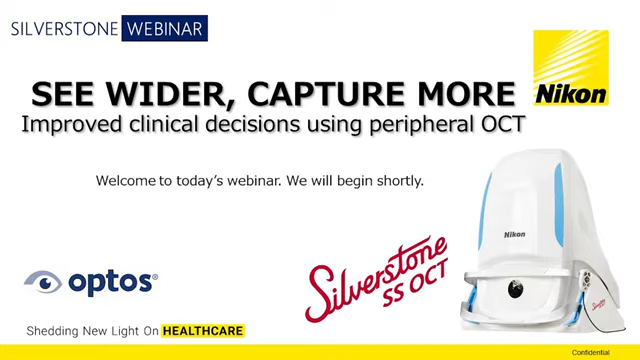 SILVERSTONE WEBINAR
Nikon
SEE WIDER, CAPTURE MORE
Improved clinical decisions using peripheral OCT
Welcome to today's webinar. We will begin shortly.
Nikon
optos®
Silverstone
SS OCT
Silverstone
Shedding New Light On HEALTHCARE
Confidential